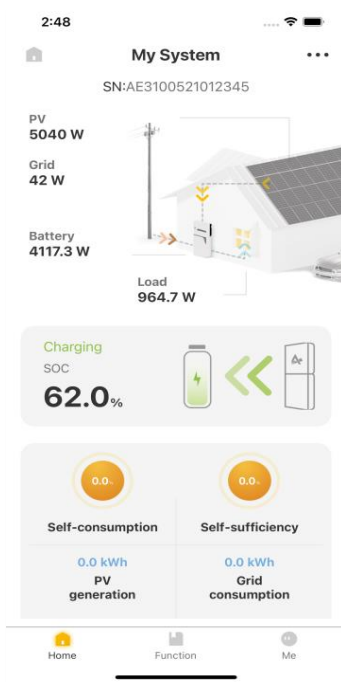 2:48
My System
SN:AE3100521012345
PV
5040 W
Grid
42 W
Battery
4117.3 W
Load
964.7 W
Charging
SOC
62.0%
0.0%
0.0%
Self-consumption
Self-sufficiency
0.0 kWh
0.0 kWh
PV
generation
Grid
consumption
Home
Function
Me